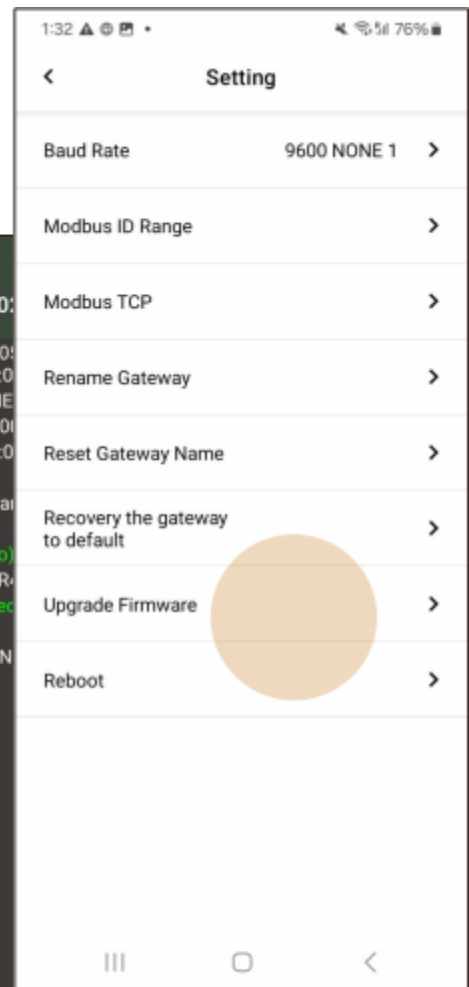 1:32
76%
Setting
Baud Rate 9600 NONE 1
Modbus ID Range
Modbus TCP
Rename Gateway
Reset Gateway Name
Recovery the gateway
to default
Upgrade Firmware
Reboot